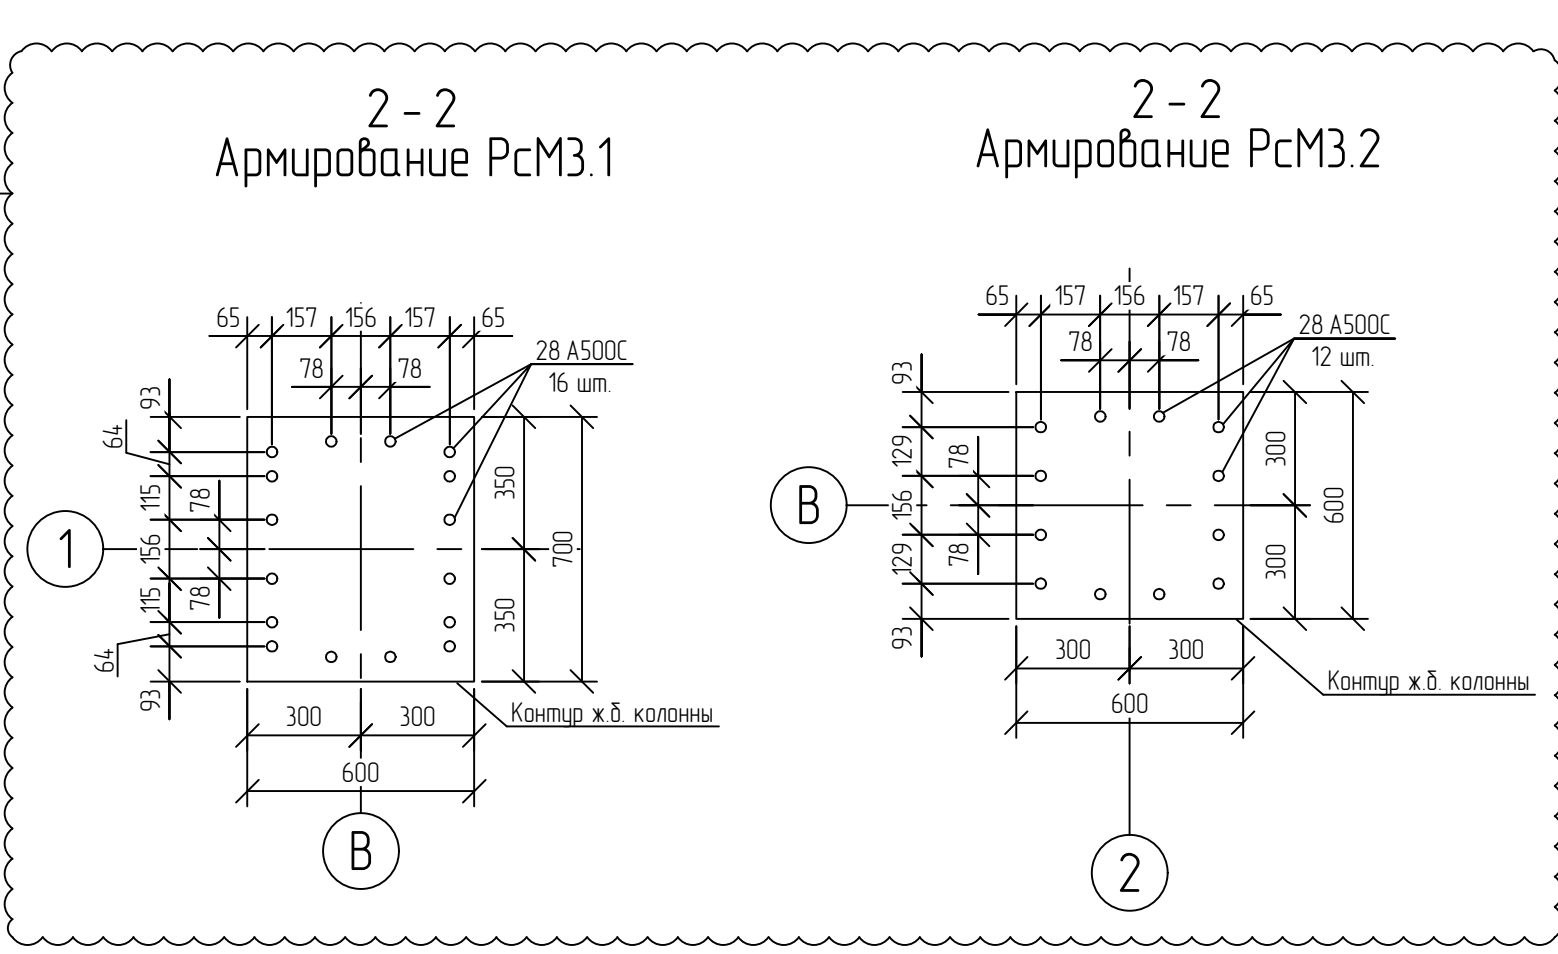 2 - 2
Армирование РсМ3.1
65 157 156 157 65
78 78
28 А500С
16 шт.
93
64
115
78
156
78
115
64
93
350
700
350
1
300 300
600
Контур ж.б. колонны
В
2 - 2
Армирование РсМ3.2
65 157 156 157 65
78 78
28 А500С
12 шт.
93
129
78
156
78
129
93
300
600
300
В
300 300
600
Контур ж.б. колонны
2